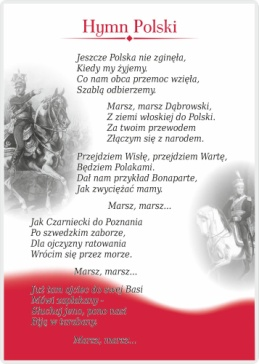 Hymn Polski
Jeszcze Polska nie zginęła,
Kiedy my żyjemy.
Co nam obca przemoc wzięła,
Szablą odbierzemy.
Marsz, marsz Dąbrowski,
Z ziemi włoskiej do Polski.
Za twoim przewodem
Złączym się z narodem.
Przejdziem Wisłę, przejdziem Wartę,
Będziem Polakami.
Dał nam przykład Bonaparte,
Jak zwyciężać mamy.
Marsz, marsz...
Jak Czarniecki do Poznania
Po szwedzkim zaborze,
Dla ojczyzny ratowania
Wrócim się przez morze.
Marsz, marsz...
Już tam ojciec do swej Basi
Mówi zapłakany -
Słuchaj jeno, pono nasi
Biją w tarabany.
Marsz, marsz...